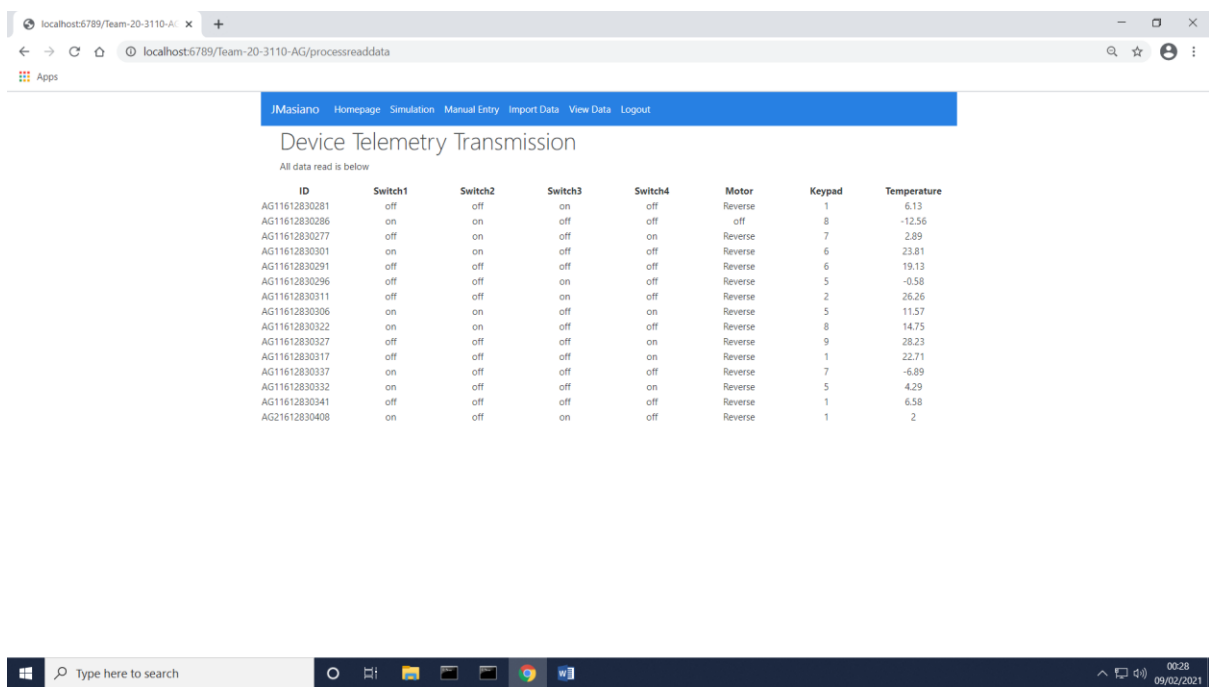 localhost:6789/Team-20-3110-AG
localhost:6789/Team-20-3110-AG/processreaddata
Apps
JMasiano Homepage Simulation Manual Entry Import Data View Data Logout
Device Telemetry Transmission
All data read is below
ID Switch1 Switch2 Switch3 Switch4 Motor Keypad Temperature
AG11612830281 off off on off Reverse 1 6.13
AG11612830286 on on off off off 8 -12.56
AG11612830277 off on off on Reverse 7 2.89
AG11612830301 on on off off Reverse 6 23.81
AG11612830291 off off off off Reverse 6 19.13
AG11612830296 off off on off Reverse 5 -0.58
AG11612830311 off off on off Reverse 2 26.26
AG11612830306 on on off on Reverse 5 11.57
AG11612830322 on on off off Reverse 8 14.75
AG11612830327 off off off on Reverse 9 28.23
AG11612830317 off off off on Reverse 1 22.71
AG11612830337 on off off off Reverse 7 -6.89
AG11612830332 on off off on Reverse 5 4.29
AG11612830341 off off off off Reverse 1 6.58
AG21612830408 on off on off Reverse 1 2
Type here to search
00:28
09/02/2021